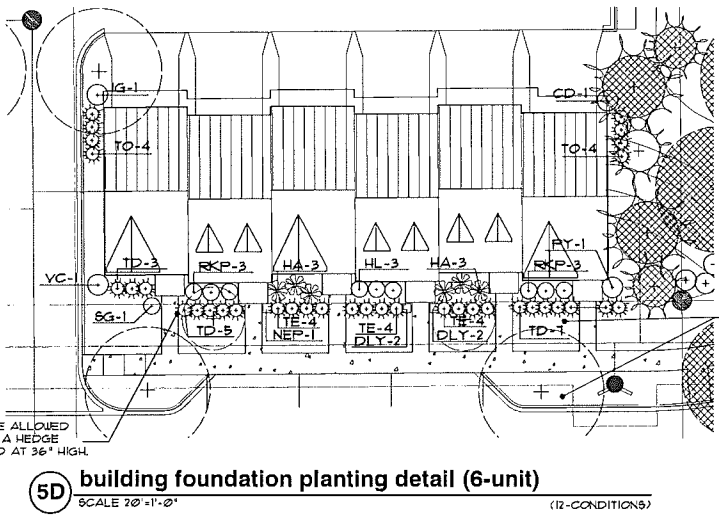 IG-1
CD-1
TO-4
TO-4
PY-1
TD-3
RKP-3
HA-3
HL-3
HA-3
RKP-3
VC-1
SG-1
TD-5
TE-4
NEP-1
TE-4
DLY-2
TE-4
DLY-2
E ALLOWED
A HEDGE
D AT 36" HIGH.
5D
building foundation planting detail (6-unit)
SCALE 20'=1'-0"
(12-CONDITIONS)